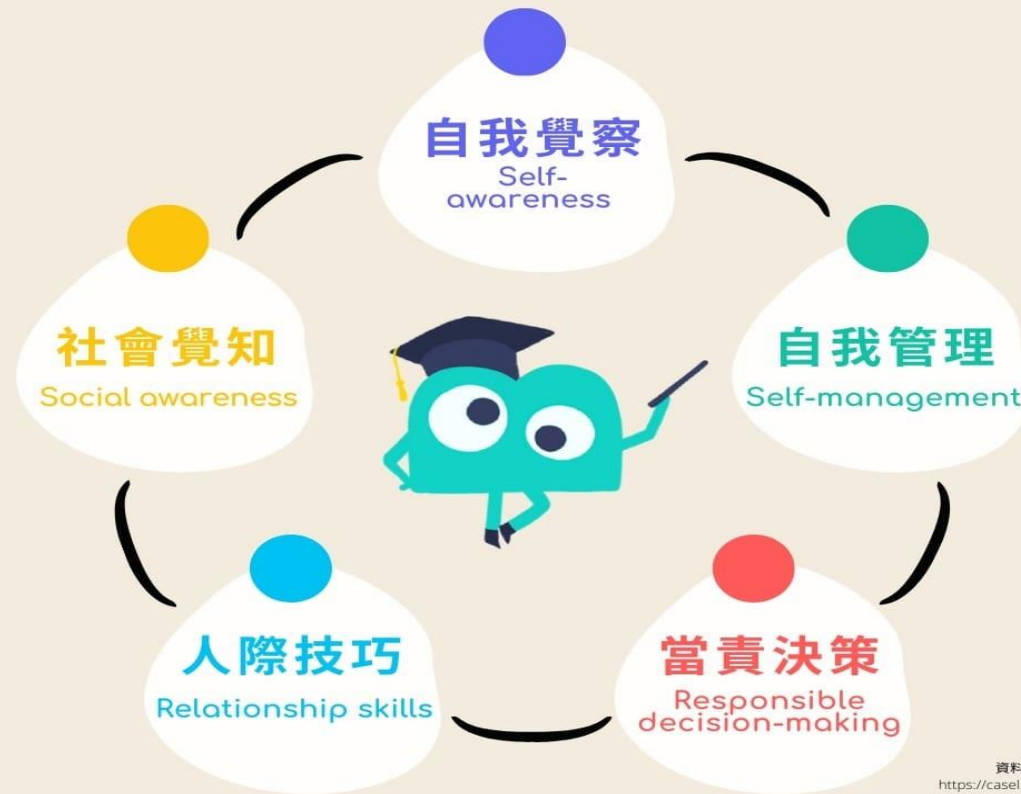 自我覺察
Self-
awareness
社會覺知
Social awareness
自我管理
Self-management
人際技巧
Relationship skills
當責決策
Responsible
decision-making
資料
https://casel